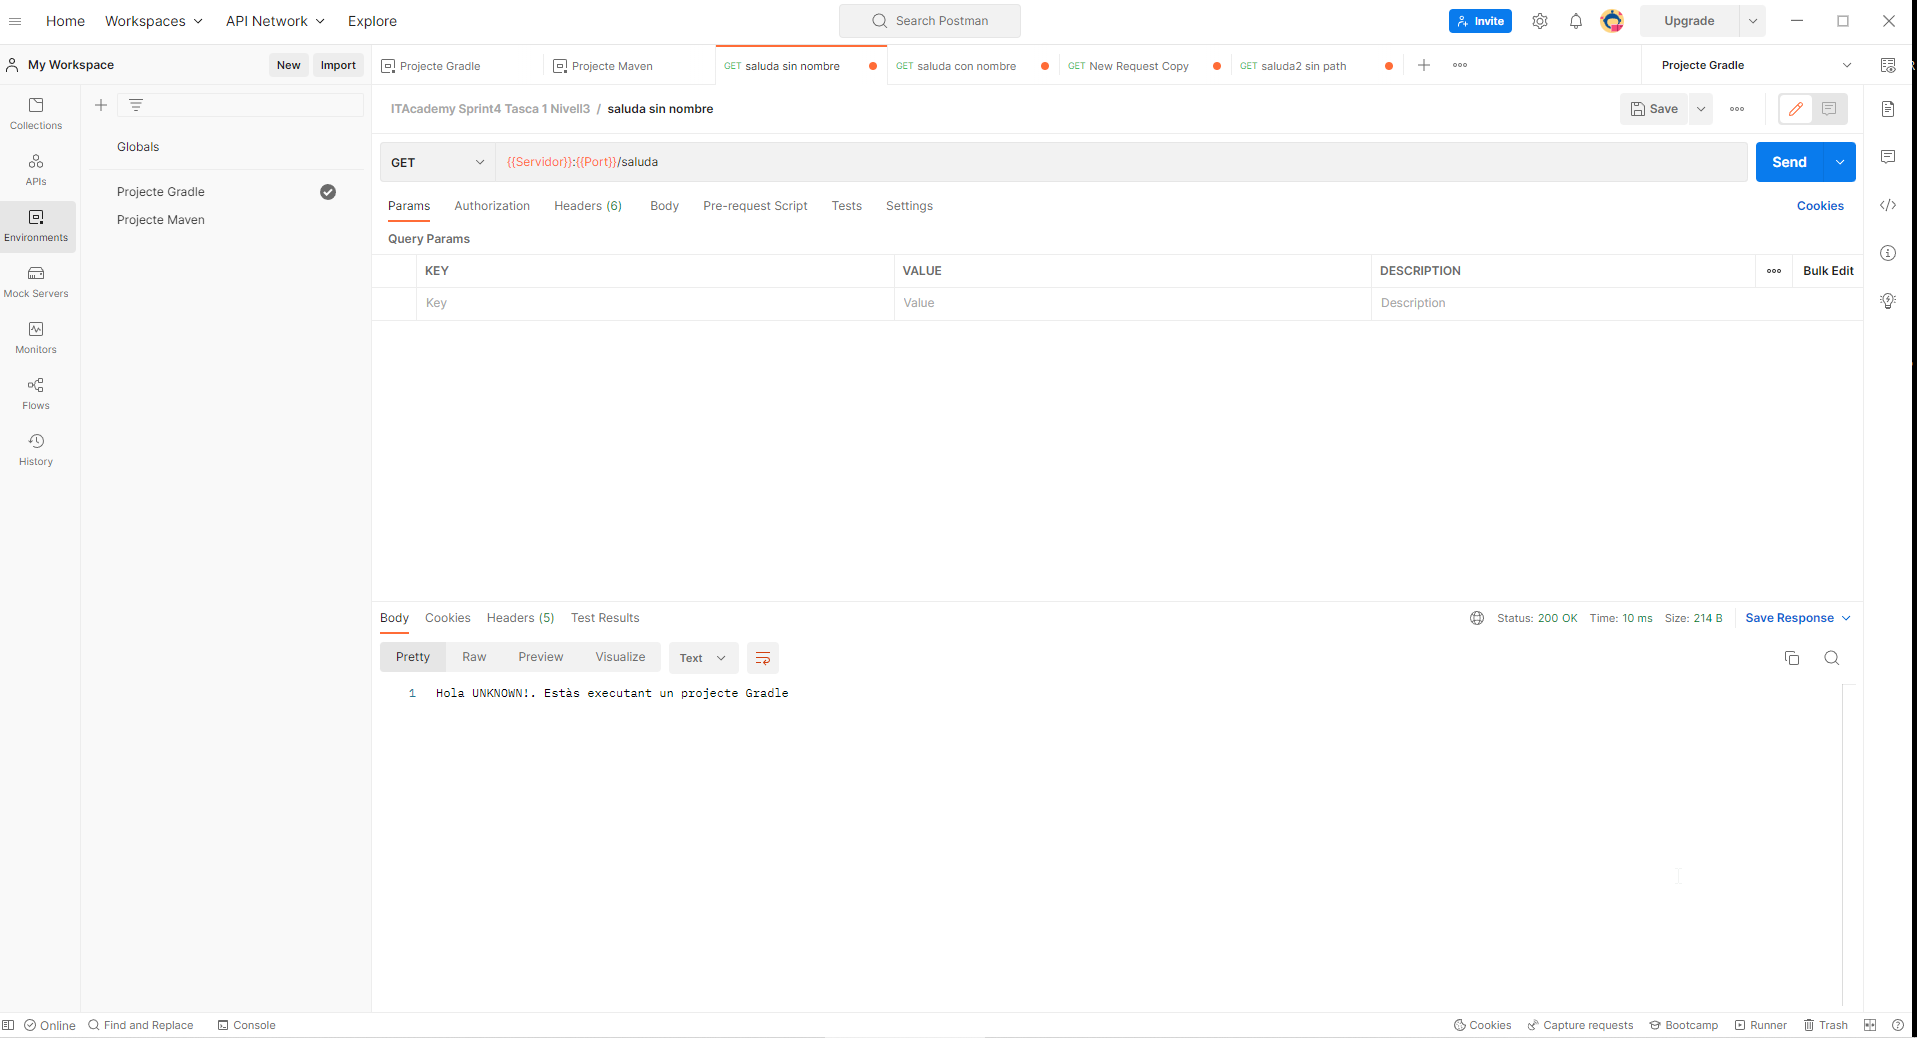 Home Workspaces API Network Explore Search Postman Invite Upgrade
My Workspace New Import Projecte Gradle Projecte Maven GET saluda sin nombre GET saluda con nombre GET New Request Copy GET saluda2 sin path Projecte Gradle
Collections
APIs
Environments
Mock Servers
Monitors
Flows
History
Globals
Projecte Gradle
Projecte Maven
ITAcademy Sprint4 Tasca 1 Nivell3 / saluda sin nombre Save
GET {{Servidor}}:{{Port}}/saluda Send
Params Authorization Headers (6) Body Pre-request Script Tests Settings Cookies
Query Params
KEY VALUE DESCRIPTION Bulk Edit
Key Value Description
Body Cookies Headers (5) Test Results Status: 200 OK Time: 10 ms Size: 214 B Save Response
Pretty Raw Preview Visualize Text
1 Hola UNKNOWN!. Estàs executant un projecte Gradle
Online Find and Replace Console Cookies Capture requests Bootcamp Runner Trash